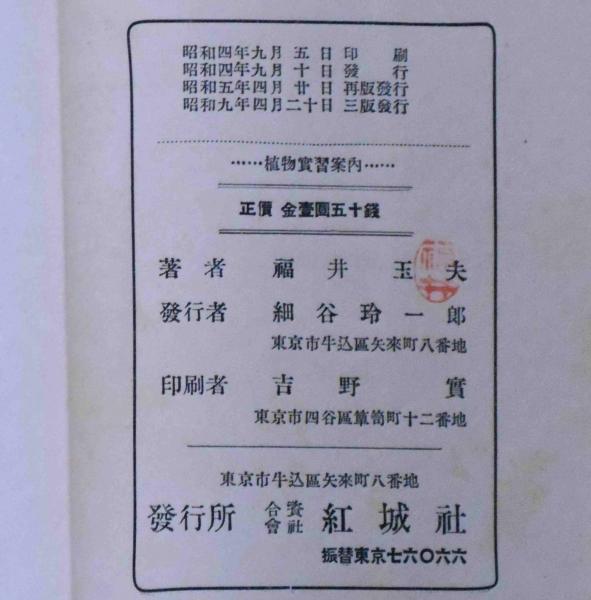 昭和四年九月五日印刷
昭和四年九月十日發行
昭和五年四月廿日再版發行
昭和九年四月二十日三版發行
……植物實習案內……
正價 金壹圓五十錢
著者 福井玉夫
發行者 細谷玲一郎
東京市牛込區矢來町八番地
印刷者 吉野實
東京市四谷區簞笥町十二番地
東京市牛込區矢來町八番地
發行所 合資會社 紅城社
振替東京七六〇六六